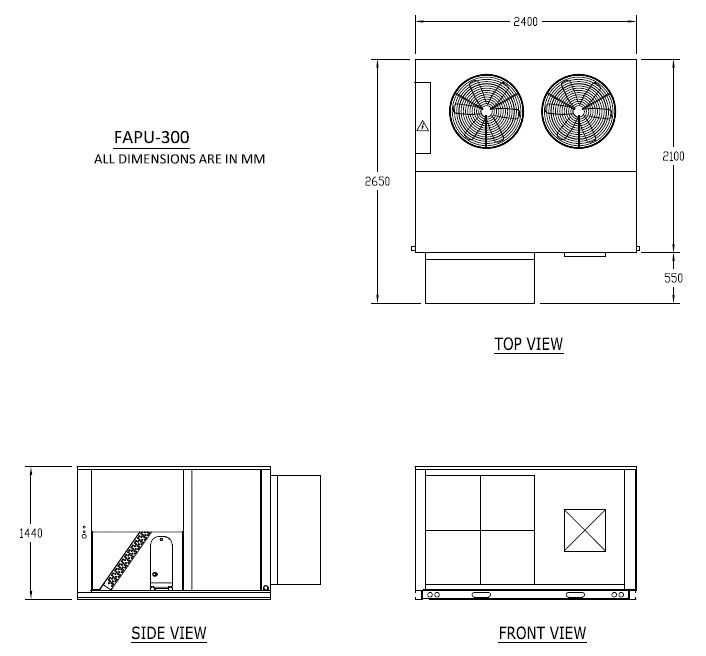 2400
FAPU-300
ALL DIMENSIONS ARE IN MM
2650
2100
550
TOP VIEW
1440
SIDE VIEW
FRONT VIEW